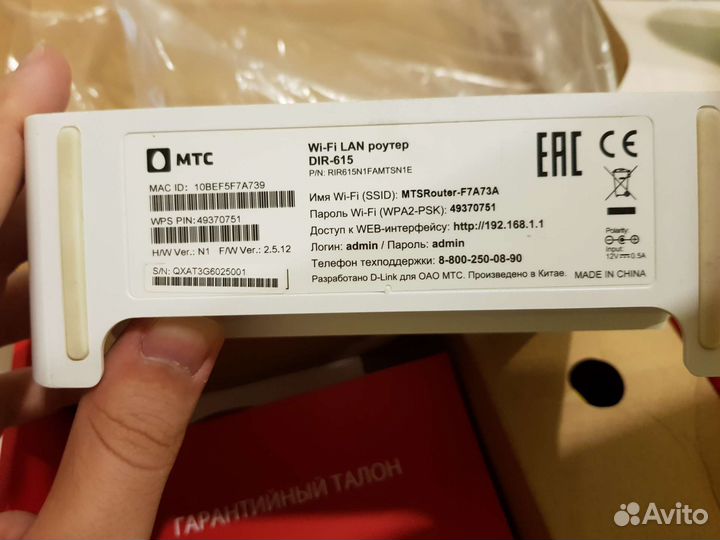 МТС
MAC ID: 10BEF5F7A739
WPS PIN: 49370751
H/W Ver.: N1 F/W Ver.: 2.5.12
S/N: QXAT3G6025001
Wi-Fi LAN роутер
DIR-615
P/N: RIR615N1FAMTSN1E
Имя Wi-Fi (SSID): MTSRouter-F7A73A
Пароль Wi-Fi (WPA2-PSK): 49370751
Доступ к WEB-интерфейсу: http://192.168.1.1
Логин: admin / Пароль: admin
Телефон техподдержки: 8-800-250-08-90
Разработано D-Link для ОАО МТС. Произведено в Китае.
EAC
CE
Polarity:
Input:
12V⎓0.5A
MADE IN CHINA
ГАРАНТИЙНЫЙ ТАЛОН
Avito